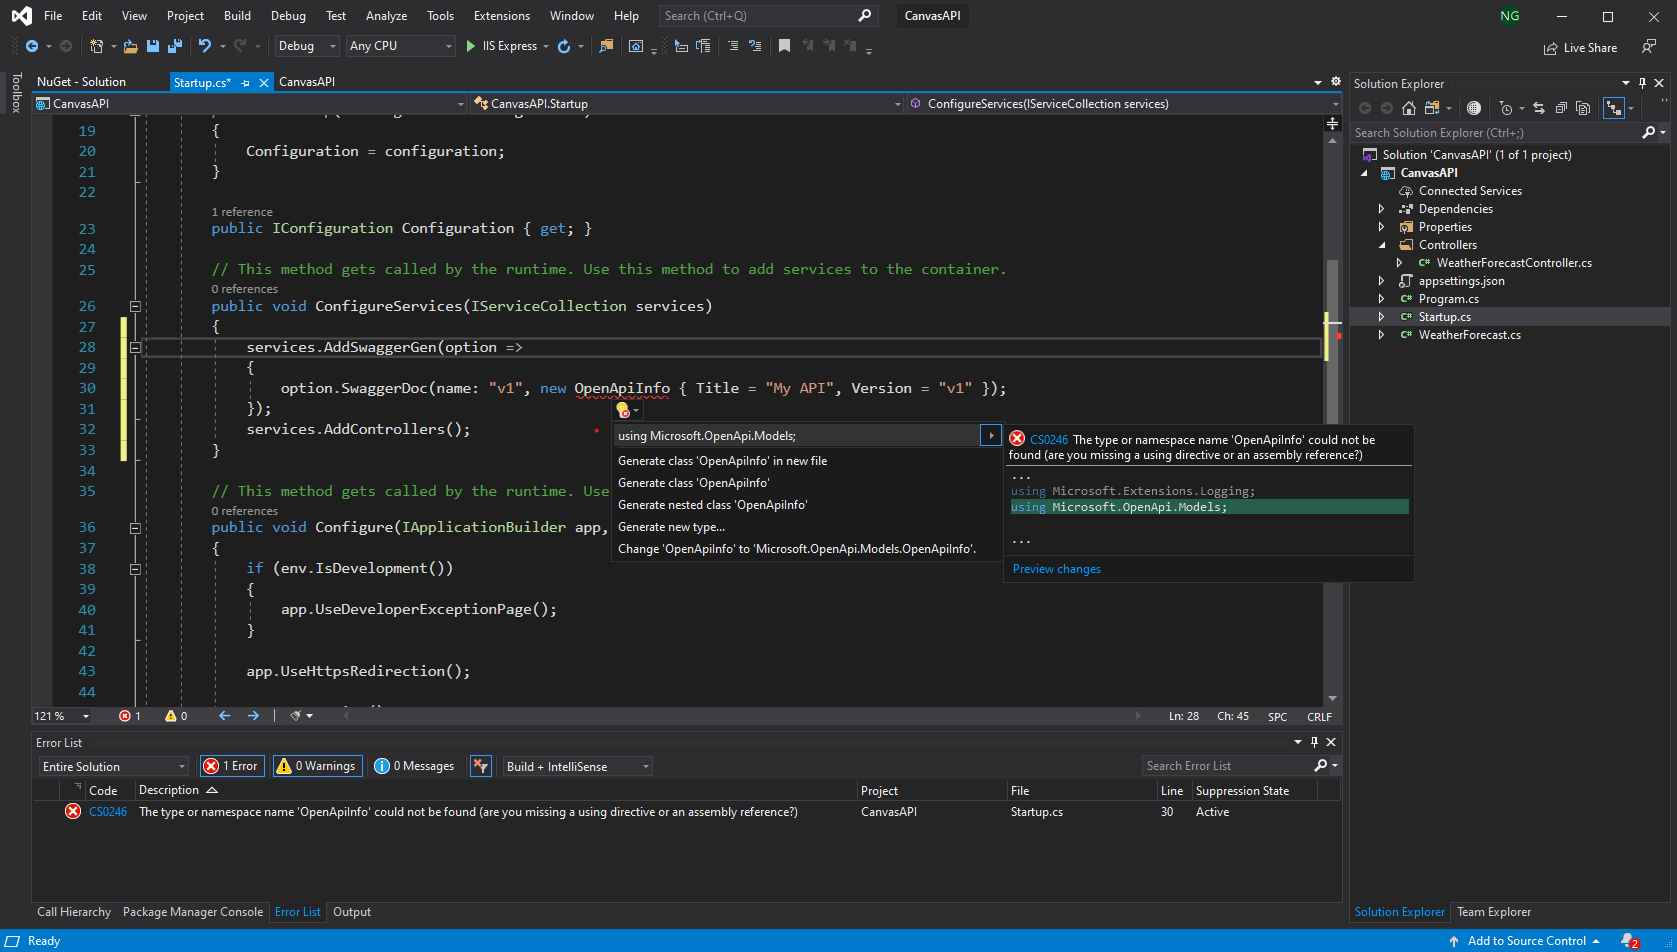 File Edit View Project Build Debug Test Analyze Tools Extensions Window Help Search (Ctrl+Q) CanvasAPI NG
Debug Any CPU IIS Express Live Share
Toolbox
NuGet - Solution Startup.cs* CanvasAPI
CanvasAPI CanvasAPI.Startup ConfigureServices(IServiceCollection services)
19 {
20 Configuration = configuration;
21 }
22
1 reference
23 public IConfiguration Configuration { get; }
24
25 // This method gets called by the runtime. Use this method to add services to the container.
0 references
26 public void ConfigureServices(IServiceCollection services)
27 {
28 services.AddSwaggerGen(option =>
29 {
30 option.SwaggerDoc(name: "v1", new OpenApiInfo { Title = "My API", Version = "v1" });
31 });
32 services.AddControllers();
33 }
34
35 // This method gets called by the runtime. Use
0 references
36 public void Configure(IApplicationBuilder app,
37 {
38 if (env.IsDevelopment())
39 {
40 app.UseDeveloperExceptionPage();
41 }
42
43 app.UseHttpsRedirection();
44
using Microsoft.OpenApi.Models;
Generate class 'OpenApiInfo' in new file
Generate class 'OpenApiInfo'
Generate nested class 'OpenApiInfo'
Generate new type...
Change 'OpenApiInfo' to 'Microsoft.OpenApi.Models.OpenApiInfo'.
CS0246 The type or namespace name 'OpenApiInfo' could not be
found (are you missing a using directive or an assembly reference?)
...
using Microsoft.Extensions.Logging;
using Microsoft.OpenApi.Models;
...
Preview changes
121 % 1 0 Ln: 28 Ch: 45 SPC CRLF
Error List
Entire Solution 1 Error 0 Warnings 0 Messages Build + IntelliSense Search Error List
Code Description Project File Line Suppression State
CS0246 The type or namespace name 'OpenApiInfo' could not be found (are you missing a using directive or an assembly reference?) CanvasAPI Startup.cs 30 Active
Call Hierarchy Package Manager Console Error List Output
Solution Explorer
Search Solution Explorer (Ctrl+;)
Solution 'CanvasAPI' (1 of 1 project)
CanvasAPI
Connected Services
Dependencies
Properties
Controllers
C# WeatherForecastController.cs
appsettings.json
C# Program.cs
C# Startup.cs
C# WeatherForecast.cs
Solution Explorer Team Explorer
Ready Add to Source Control 2